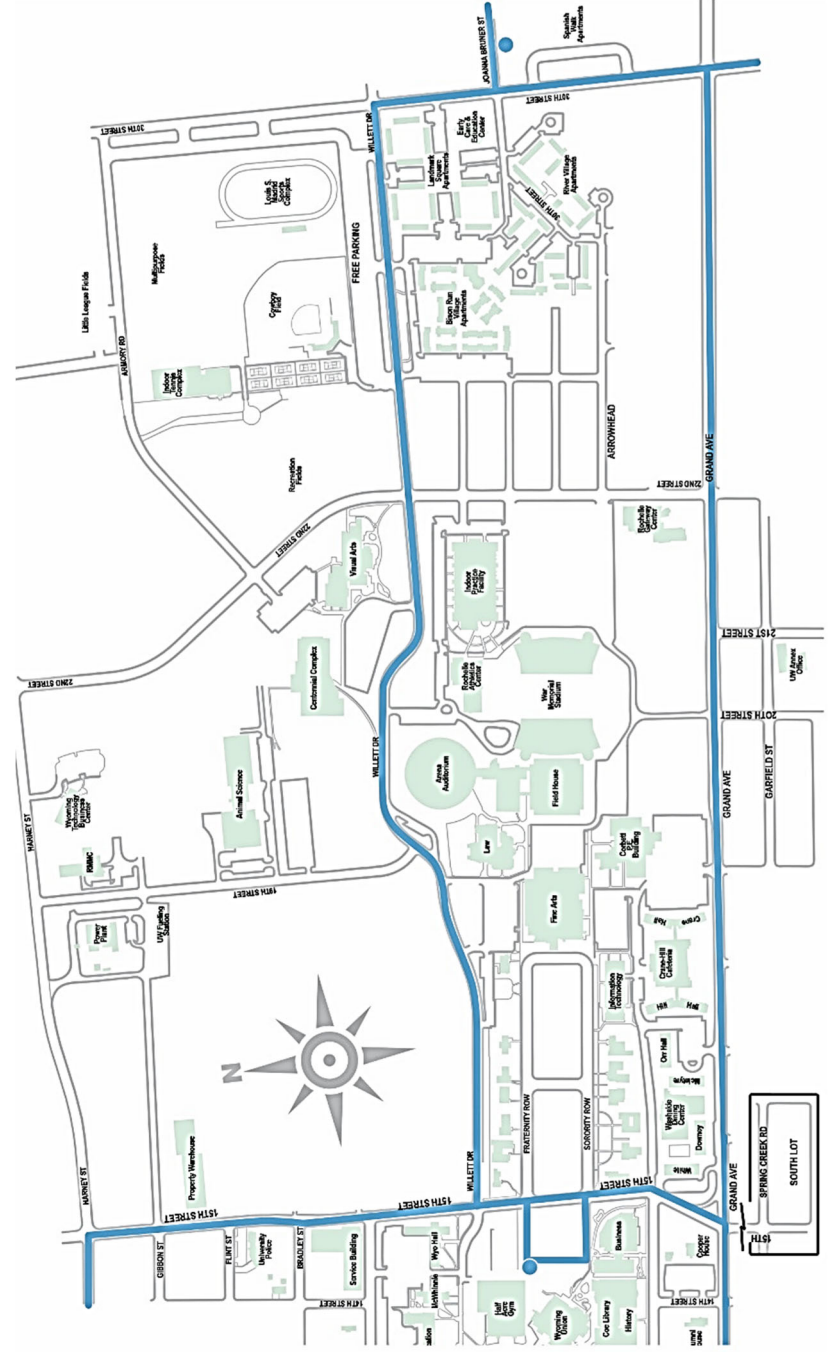 JOANNA BRUNER ST
Spanish
Walk
Apartments
30TH STREET
WILLETT DR
30TH STREET
Early
Care &
Education
Center
Landmark
Square
Apartments
Louis S.
Madrid
Sports
Complex
River Village
Apartments
30TH STREET
FREE PARKING
Multipurpose
Fields
Little League Fields
Cowboy
Field
Bison Run
Village
Apartments
ARMORY RD
Indoor
Tennis
Complex
ARROWHEAD
GRAND AVE
Recreation
Fields
22ND STREET
22ND STREET
Rochelle
Gateway
Center
Visual Arts
Indoor
Practice
Facility
21ST STREET
UW Annex
Office
22ND STREET
Centennial Complex
Rochelle
Athletics
Center
War
Memorial
Stadium
20TH STREET
WILLETT DR
Arena
Auditorium
GRAND AVE
GARFIELD ST
Wyoming
Technology
Business
Center
Animal Science
Field House
HARNEY ST
RMMC
Law
Corbett
P.E.
Building
19TH STREET
Fine Arts
Crane
Hall
Power
Plant
UW Fueling
Station
Crane-Hill
Cafeteria
Information
Technology
Hill
Hall
N
Orr Hall
McIntyre
FRATERNITY ROW
SORORITY ROW
Washakie
Dining
Center
Downey
White
Property Warehouse
HARNEY ST
WILLETT DR
GRAND AVE
SPRING CREEK RD
SOUTH LOT
15TH STREET
15TH STREET
15TH STREET
15TH
GIBBON ST
FLINT ST
BRADLEY ST
University
Police
Service Building
Wyo Hall
McWhinnie
Business
Cooper
House
14TH STREET
14TH STREET
Half
Acre
Gym
Wyoming
Union
Coe Library
History
cation
umni
ouse